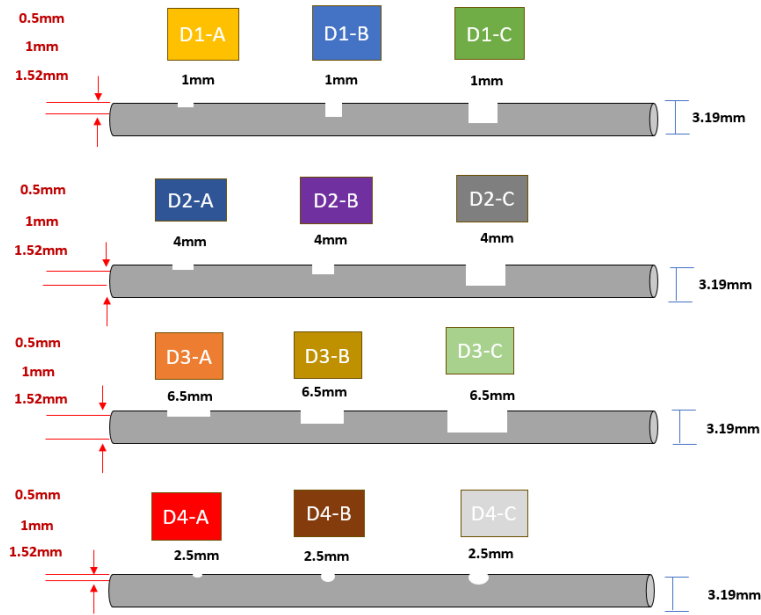 0.5mm
D1-A D1-B D1-C
1mm
1.52mm 1mm 1mm 1mm
3.19mm
0.5mm
D2-A D2-B D2-C
1mm
4mm 4mm 4mm
1.52mm
3.19mm
0.5mm
D3-A D3-B D3-C
1mm
1.52mm 6.5mm 6.5mm 6.5mm
3.19mm
0.5mm
D4-A D4-B D4-C
1mm
1.52mm 2.5mm 2.5mm 2.5mm
3.19mm